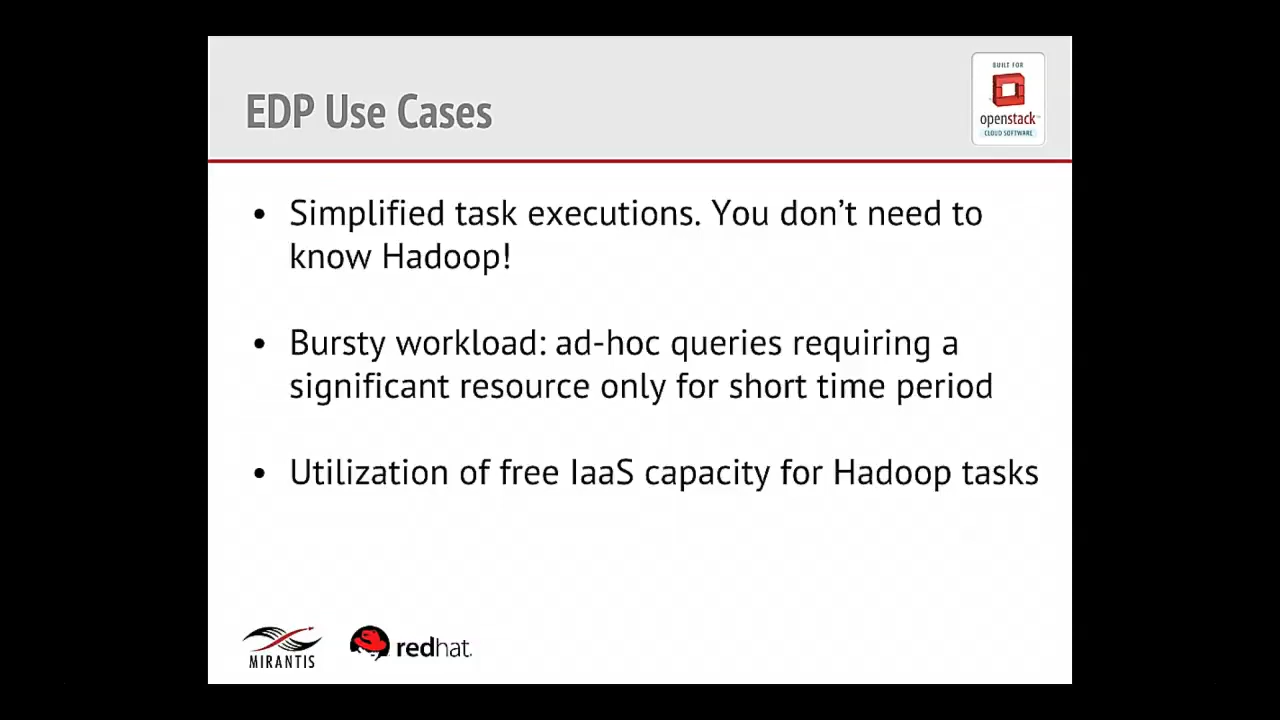 EDP Use Cases
BUILT FOR
openstack
CLOUD SOFTWARE
• Simplified task executions. You don’t need to
know Hadoop!
• Bursty workload: ad-hoc queries requiring a
significant resource only for short time period
• Utilization of free IaaS capacity for Hadoop tasks
MIRANTIS
redhat.